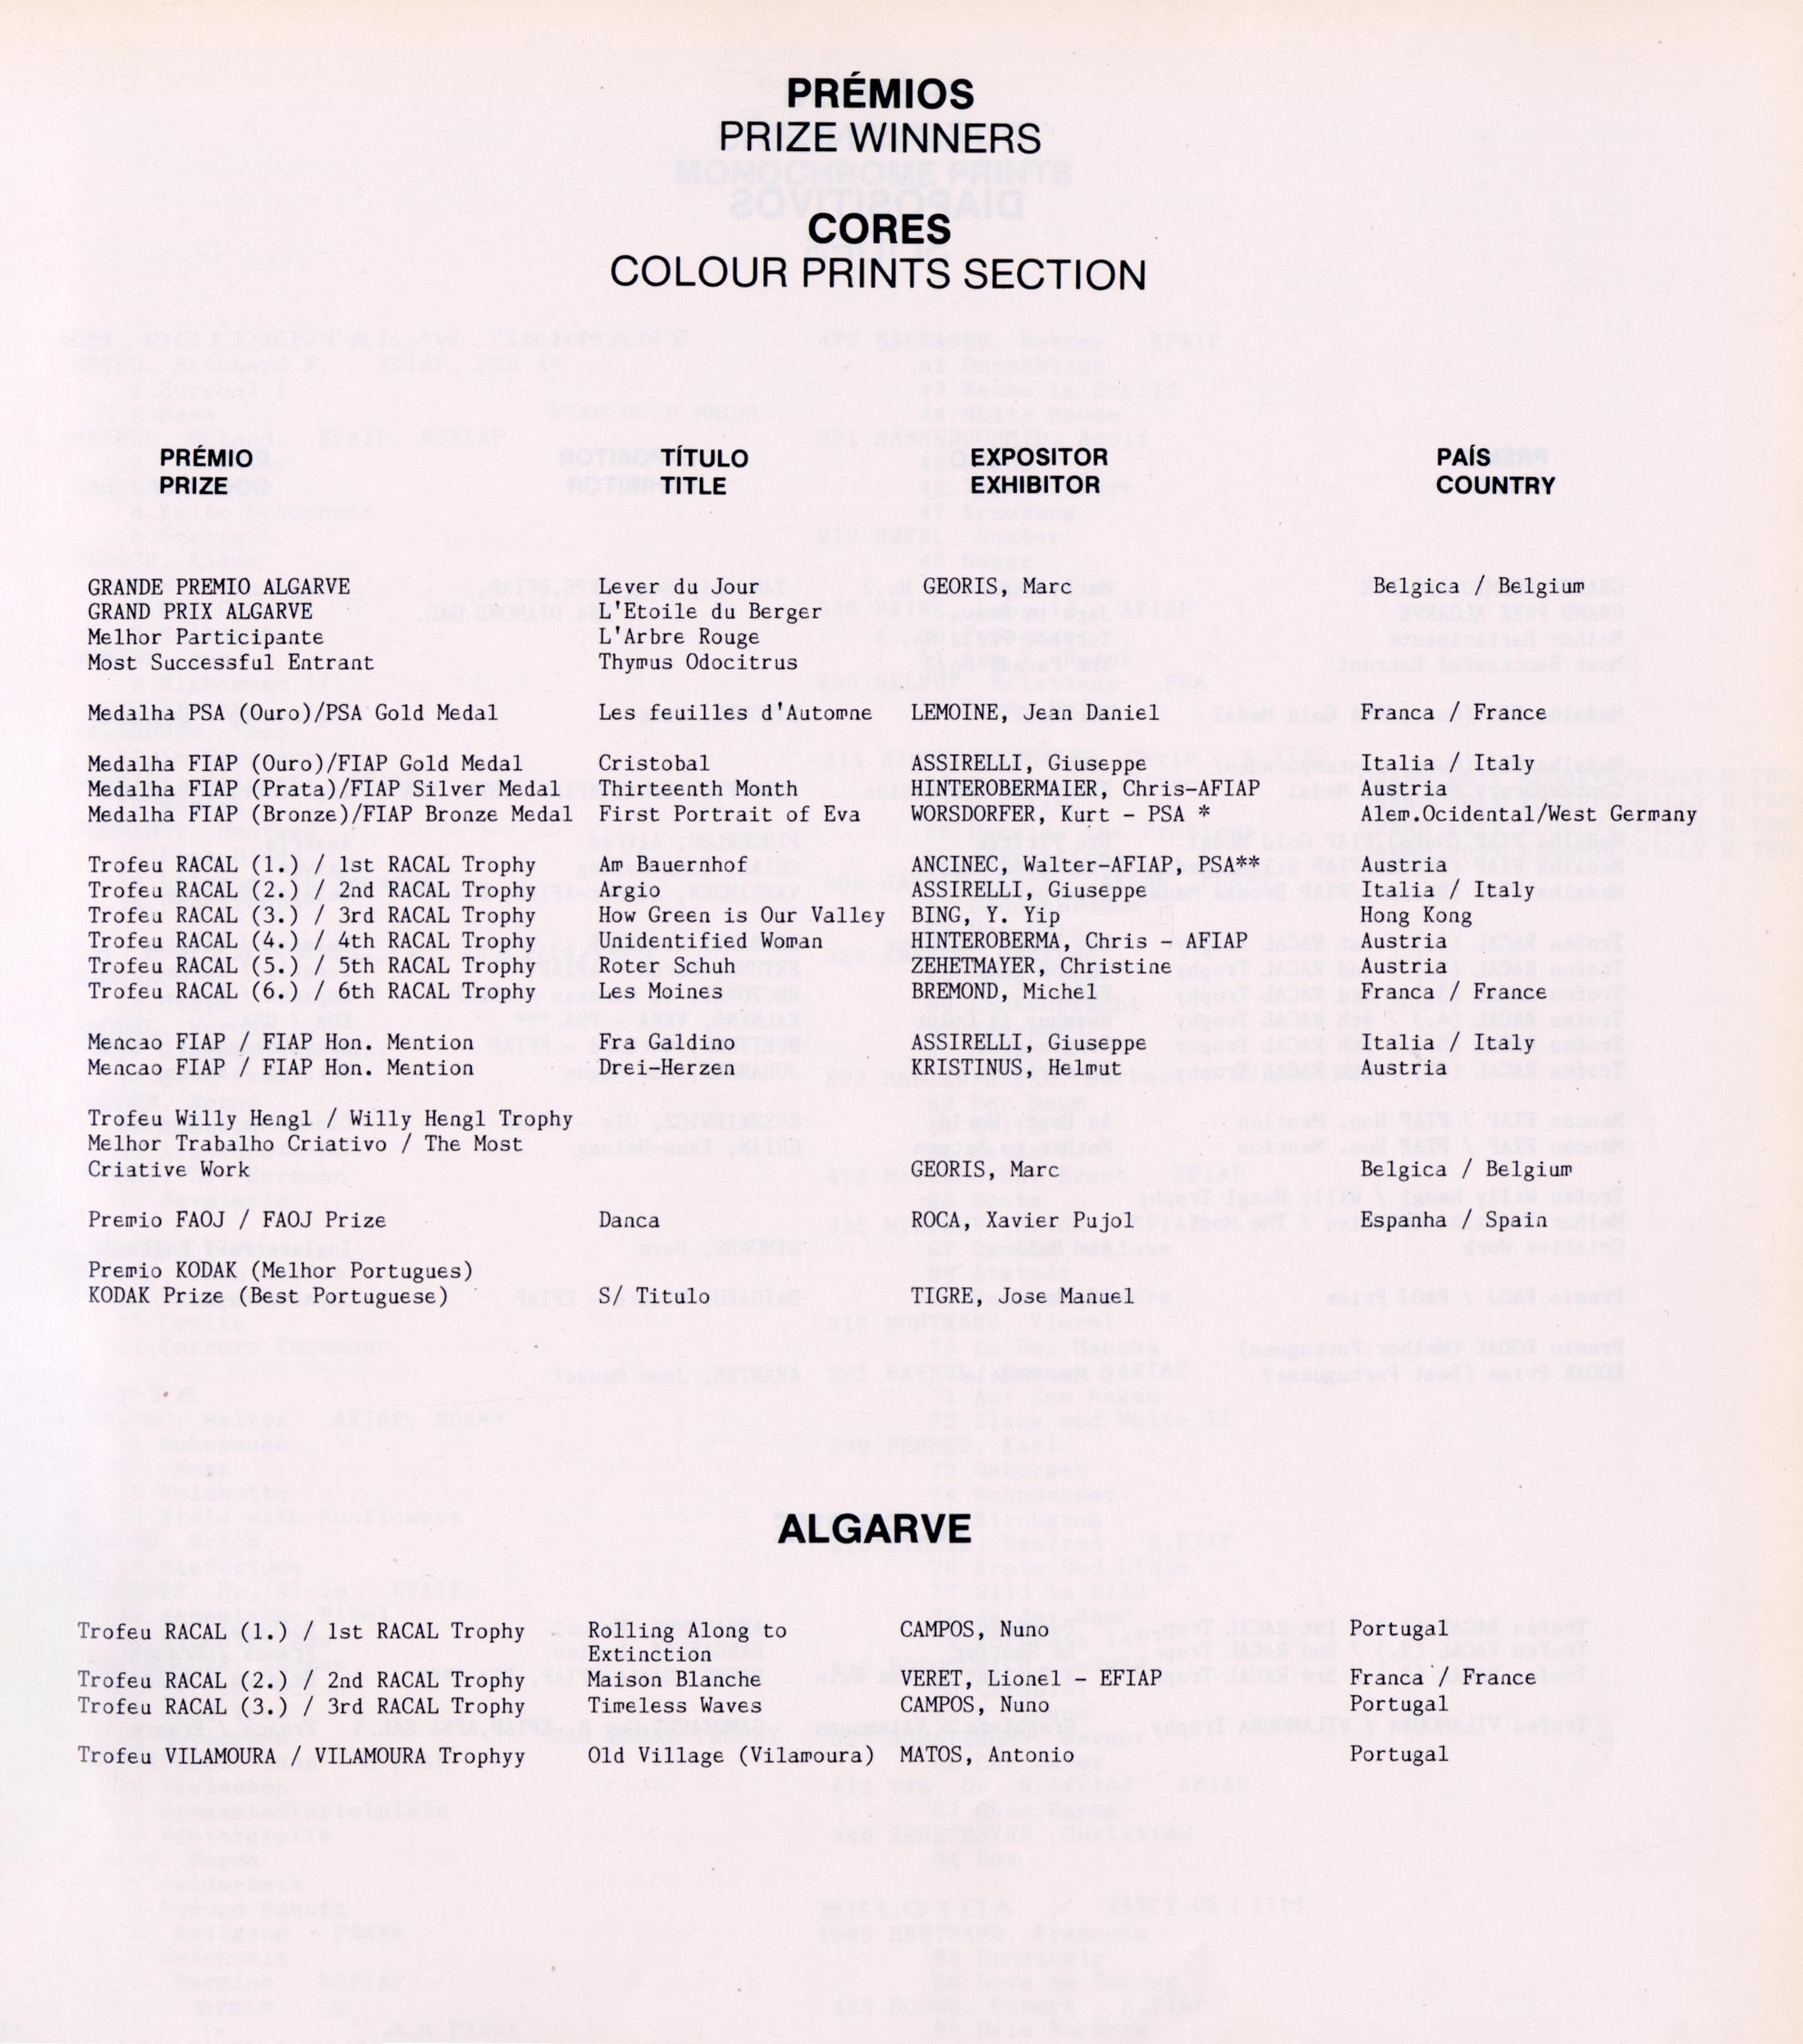 PRÉMIOS
PRIZE WINNERS
CORES
COLOUR PRINTS SECTION
PRÉMIO TÍTULO EXPOSITOR PAÍS
PRIZE TITLE EXHIBITOR COUNTRY
GRANDE PREMIO ALGARVE Lever du Jour GEORIS, Marc Belgica / Belgium
GRAND PRIX ALGARVE L'Etoile du Berger
Melhor Participante L'Arbre Rouge
Most Successful Entrant Thymus Odocitrus
Medalha PSA (Ouro)/PSA Gold Medal Les feuilles d'Automne LEMOINE, Jean Daniel Franca / France
Medalha FIAP (Ouro)/FIAP Gold Medal Cristobal ASSIRELLI, Giuseppe Italia / Italy
Medalha FIAP (Prata)/FIAP Silver Medal Thirteenth Month HINTEROBERMAIER, Chris-AFIAP Austria
Medalha FIAP (Bronze)/FIAP Bronze Medal First Portrait of Eva WORSDORFER, Kurt - PSA * Alem.Ocidental/West Germany
Trofeu RACAL (1.) / 1st RACAL Trophy Am Bauernhof ANCINEC, Walter-AFIAP, PSA** Austria
Trofeu RACAL (2.) / 2nd RACAL Trophy Argio ASSIRELLI, Giuseppe Italia / Italy
Trofeu RACAL (3.) / 3rd RACAL Trophy How Green is Our Valley BING, Y. Yip Hong Kong
Trofeu RACAL (4.) / 4th RACAL Trophy Unidentified Woman HINTEROBERMA, Chris - AFIAP Austria
Trofeu RACAL (5.) / 5th RACAL Trophy Roter Schuh ZEHETMAYER, Christine Austria
Trofeu RACAL (6.) / 6th RACAL Trophy Les Moines BREMOND, Michel Franca / France
Mencao FIAP / FIAP Hon. Mention Fra Galdino ASSIRELLI, Giuseppe Italia / Italy
Mencao FIAP / FIAP Hon. Mention Drei-Herzen KRISTINUS, Helmut Austria
Trofeu Willy Hengl / Willy Hengl Trophy
Melhor Trabalho Criativo / The Most
Criative Work GEORIS, Marc Belgica / Belgium
Premio FAOJ / FAOJ Prize Danca ROCA, Xavier Pujol Espanha / Spain
Premio KODAK (Melhor Portugues)
KODAK Prize (Best Portuguese) S/ Titulo TIGRE, Jose Manuel
ALGARVE
Trofeu RACAL (1.) / 1st RACAL Trophy Rolling Along to CAMPOS, Nuno Portugal
Extinction
Trofeu RACAL (2.) / 2nd RACAL Trophy Maison Blanche VERET, Lionel - EFIAP Franca / France
Trofeu RACAL (3.) / 3rd RACAL Trophy Timeless Waves CAMPOS, Nuno Portugal
Trofeu VILAMOURA / VILAMOURA Trophyy Old Village (Vilamoura) MATOS, Antonio Portugal